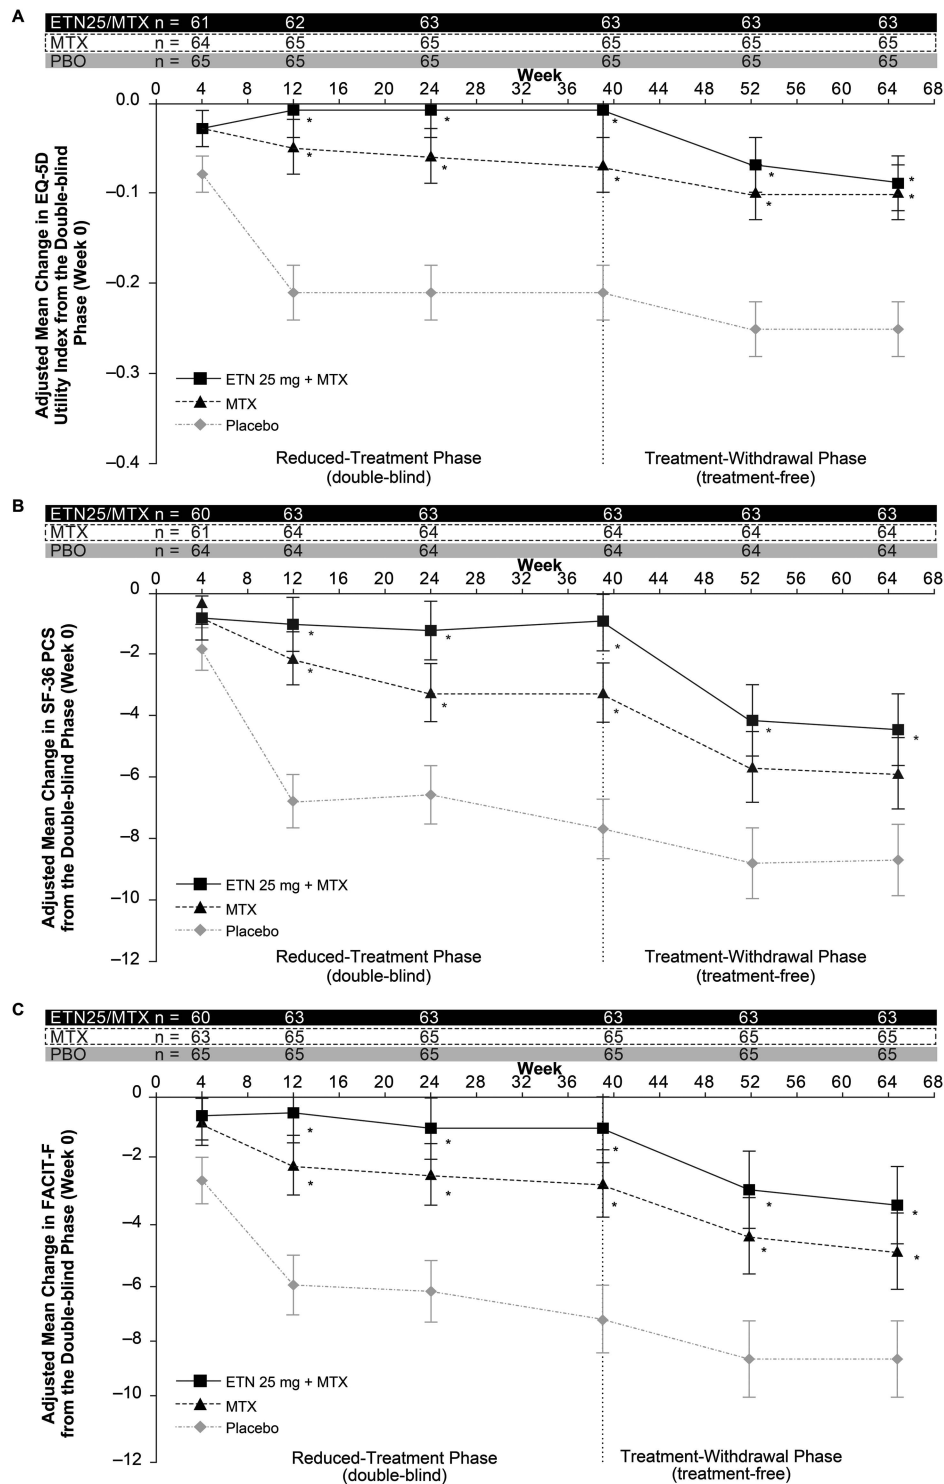 A
ETN25/MTX n = 61 62 63 63 63 63
MTX n = 64 65 65 65 65 65
PBO n = 65 65 65 65 65 65
Week
0 4 8 12 16 20 24 28 32 36 40 44 48 52 56 60 64 68
0.0
–0.1
–0.2
–0.3
–0.4
Adjusted Mean Change in EQ-5D
Utility Index from the Double-blind
Phase (Week 0)
* * * * * * * * * *
ETN 25 mg + MTX
MTX
Placebo
Reduced-Treatment Phase
(double-blind)
Treatment-Withdrawal Phase
(treatment-free)
B
ETN25/MTX n = 60 63 63 63 63 63
MTX n = 61 64 64 64 64 64
PBO n = 64 64 64 64 64 64
Week
0 4 8 12 16 20 24 28 32 36 40 44 48 52 56 60 64 68
0
–2
–4
–6
–8
–10
–12
Adjusted Mean Change in SF-36 PCS
from the Double-blind Phase (Week 0)
* * * * * * * *
ETN 25 mg + MTX
MTX
Placebo
Reduced-Treatment Phase
(double-blind)
Treatment-Withdrawal Phase
(treatment-free)
C
ETN25/MTX n = 60 63 63 63 63 63
MTX n = 63 65 65 65 65 65
PBO n = 65 65 65 65 65 65
Week
0 4 8 12 16 20 24 28 32 36 40 44 48 52 56 60 64 68
0
–2
–4
–6
–8
–10
–12
Adjusted Mean Change in FACIT-F
from the Double-blind Phase (Week 0)
* * * * * * * * * *
ETN 25 mg + MTX
MTX
Placebo
Reduced-Treatment Phase
(double-blind)
Treatment-Withdrawal Phase
(treatment-free)